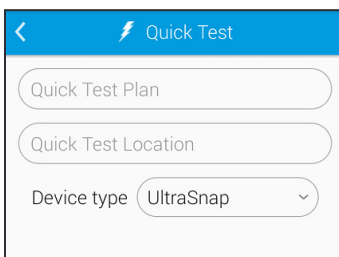 Quick Test
Quick Test Plan
Quick Test Location
Device type UltraSnap